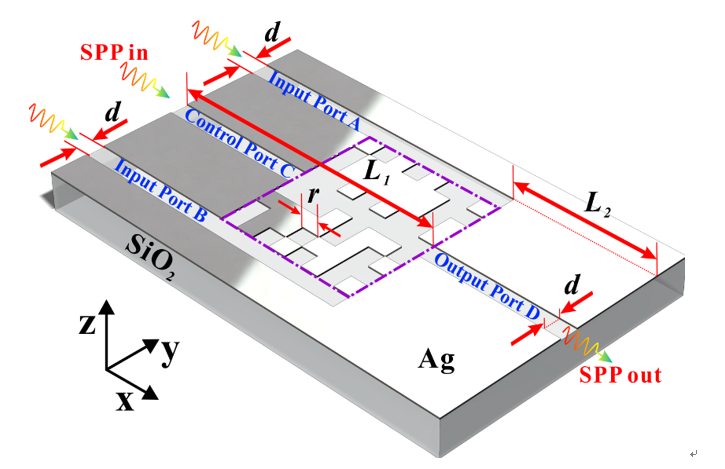 d
SPP in
Input Port A
d
Control Port C
Input Port B
L₁
r
L₂
SiO₂
Output Port D
d
z
y
x
Ag
SPP out